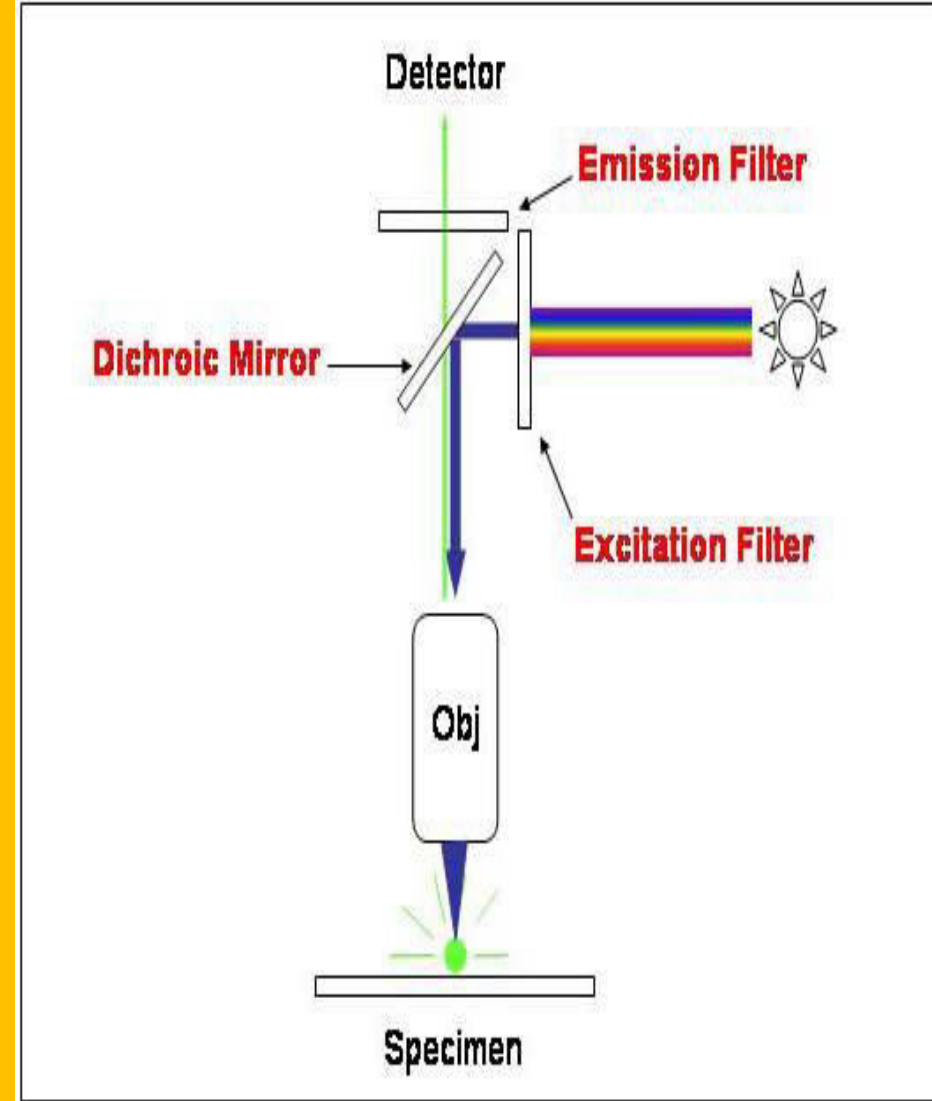 Detector
Emission Filter
Dichroic Mirror
Excitation Filter
Obj
Specimen